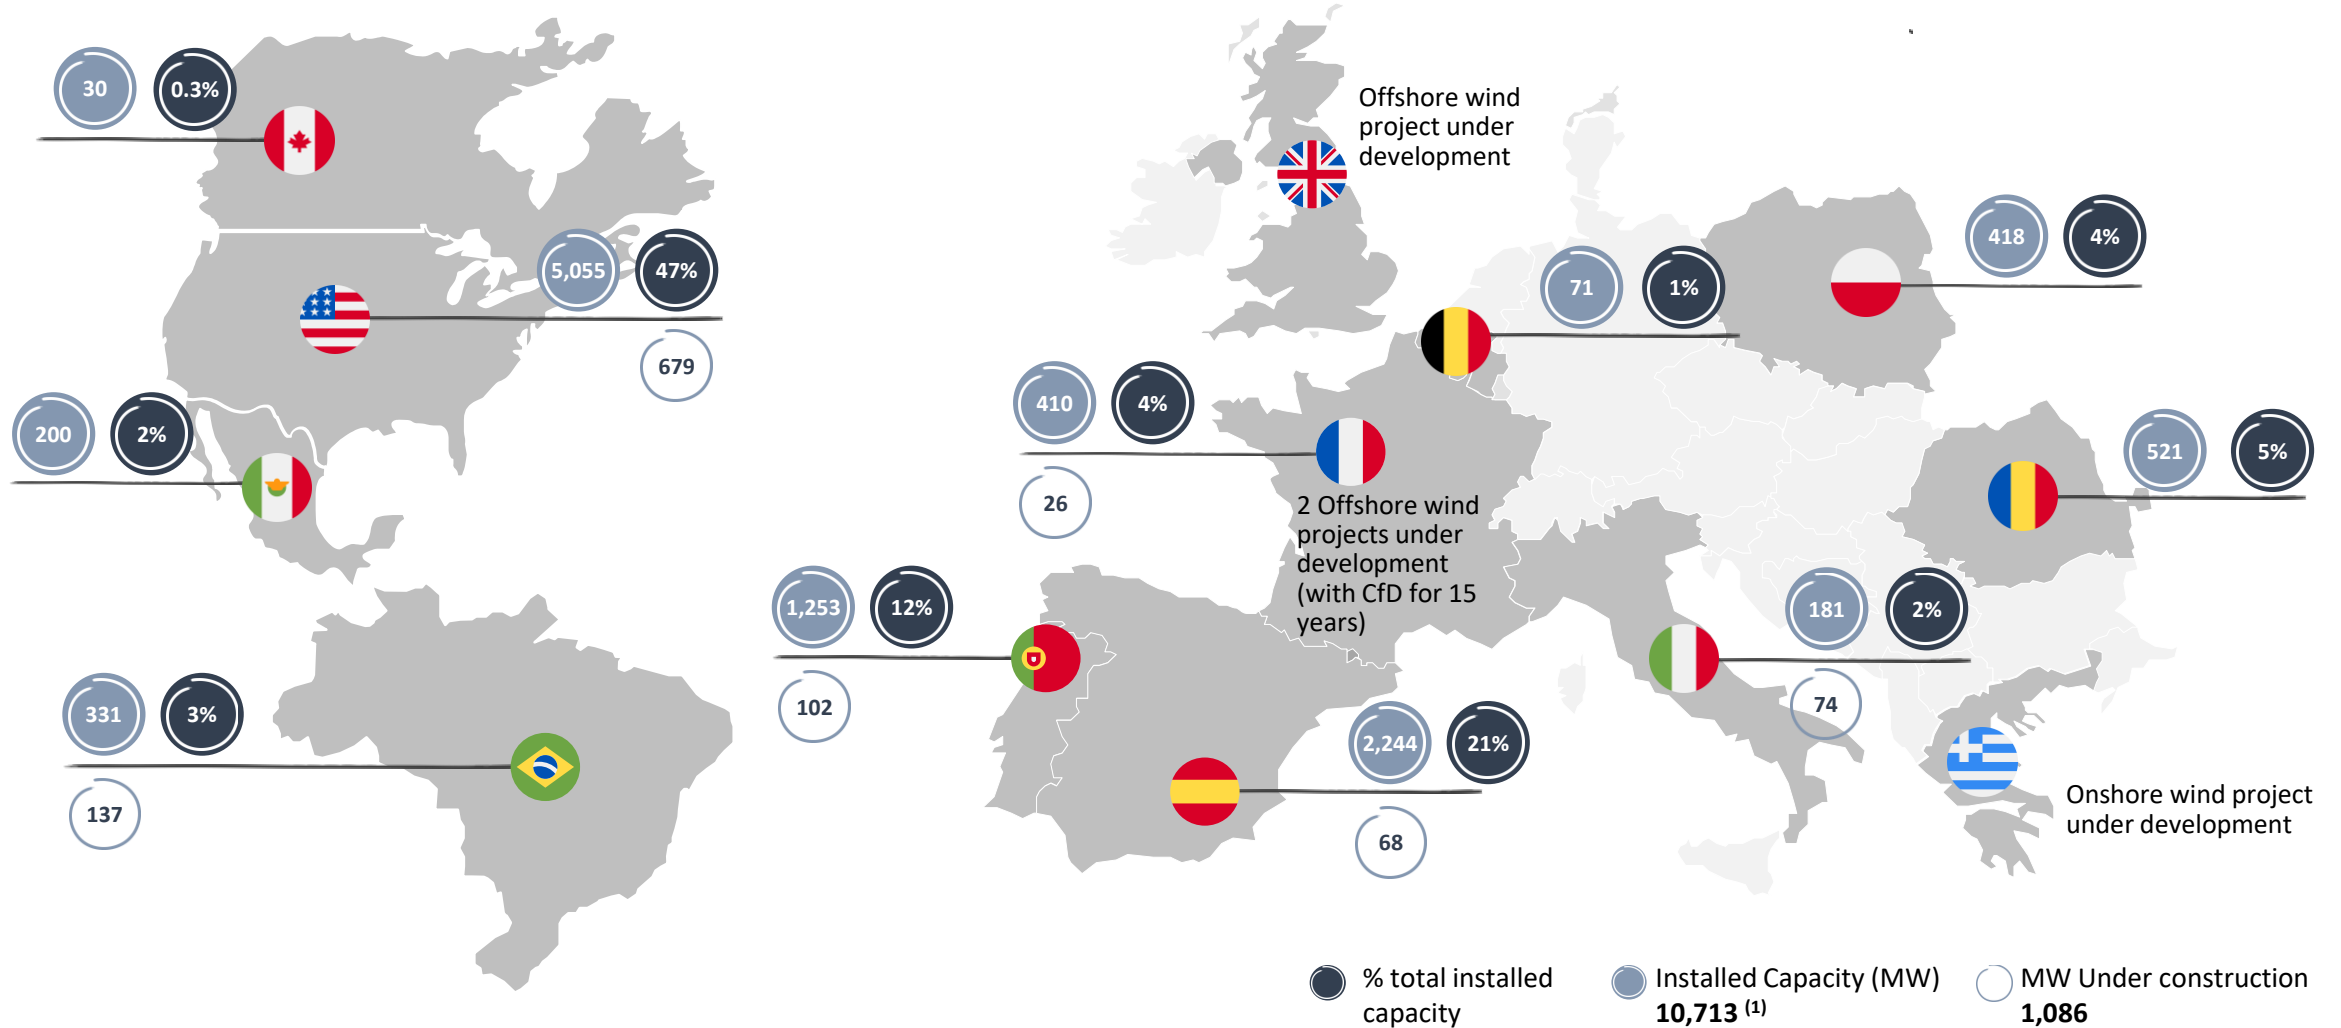 30
0.3%
5,055
47%
679
200
2%
331
3%
137
Offshore wind
project under
development
418
4%
71
1%
410
4%
26
2 Offshore wind
projects under
development
(with CfD for 15
years)
521
5%
1,253
12%
102
181
2%
74
2,244
21%
68
Onshore wind project
under development
% total installed
capacity
Installed Capacity (MW)
10,713 (1)
MW Under construction
1,086